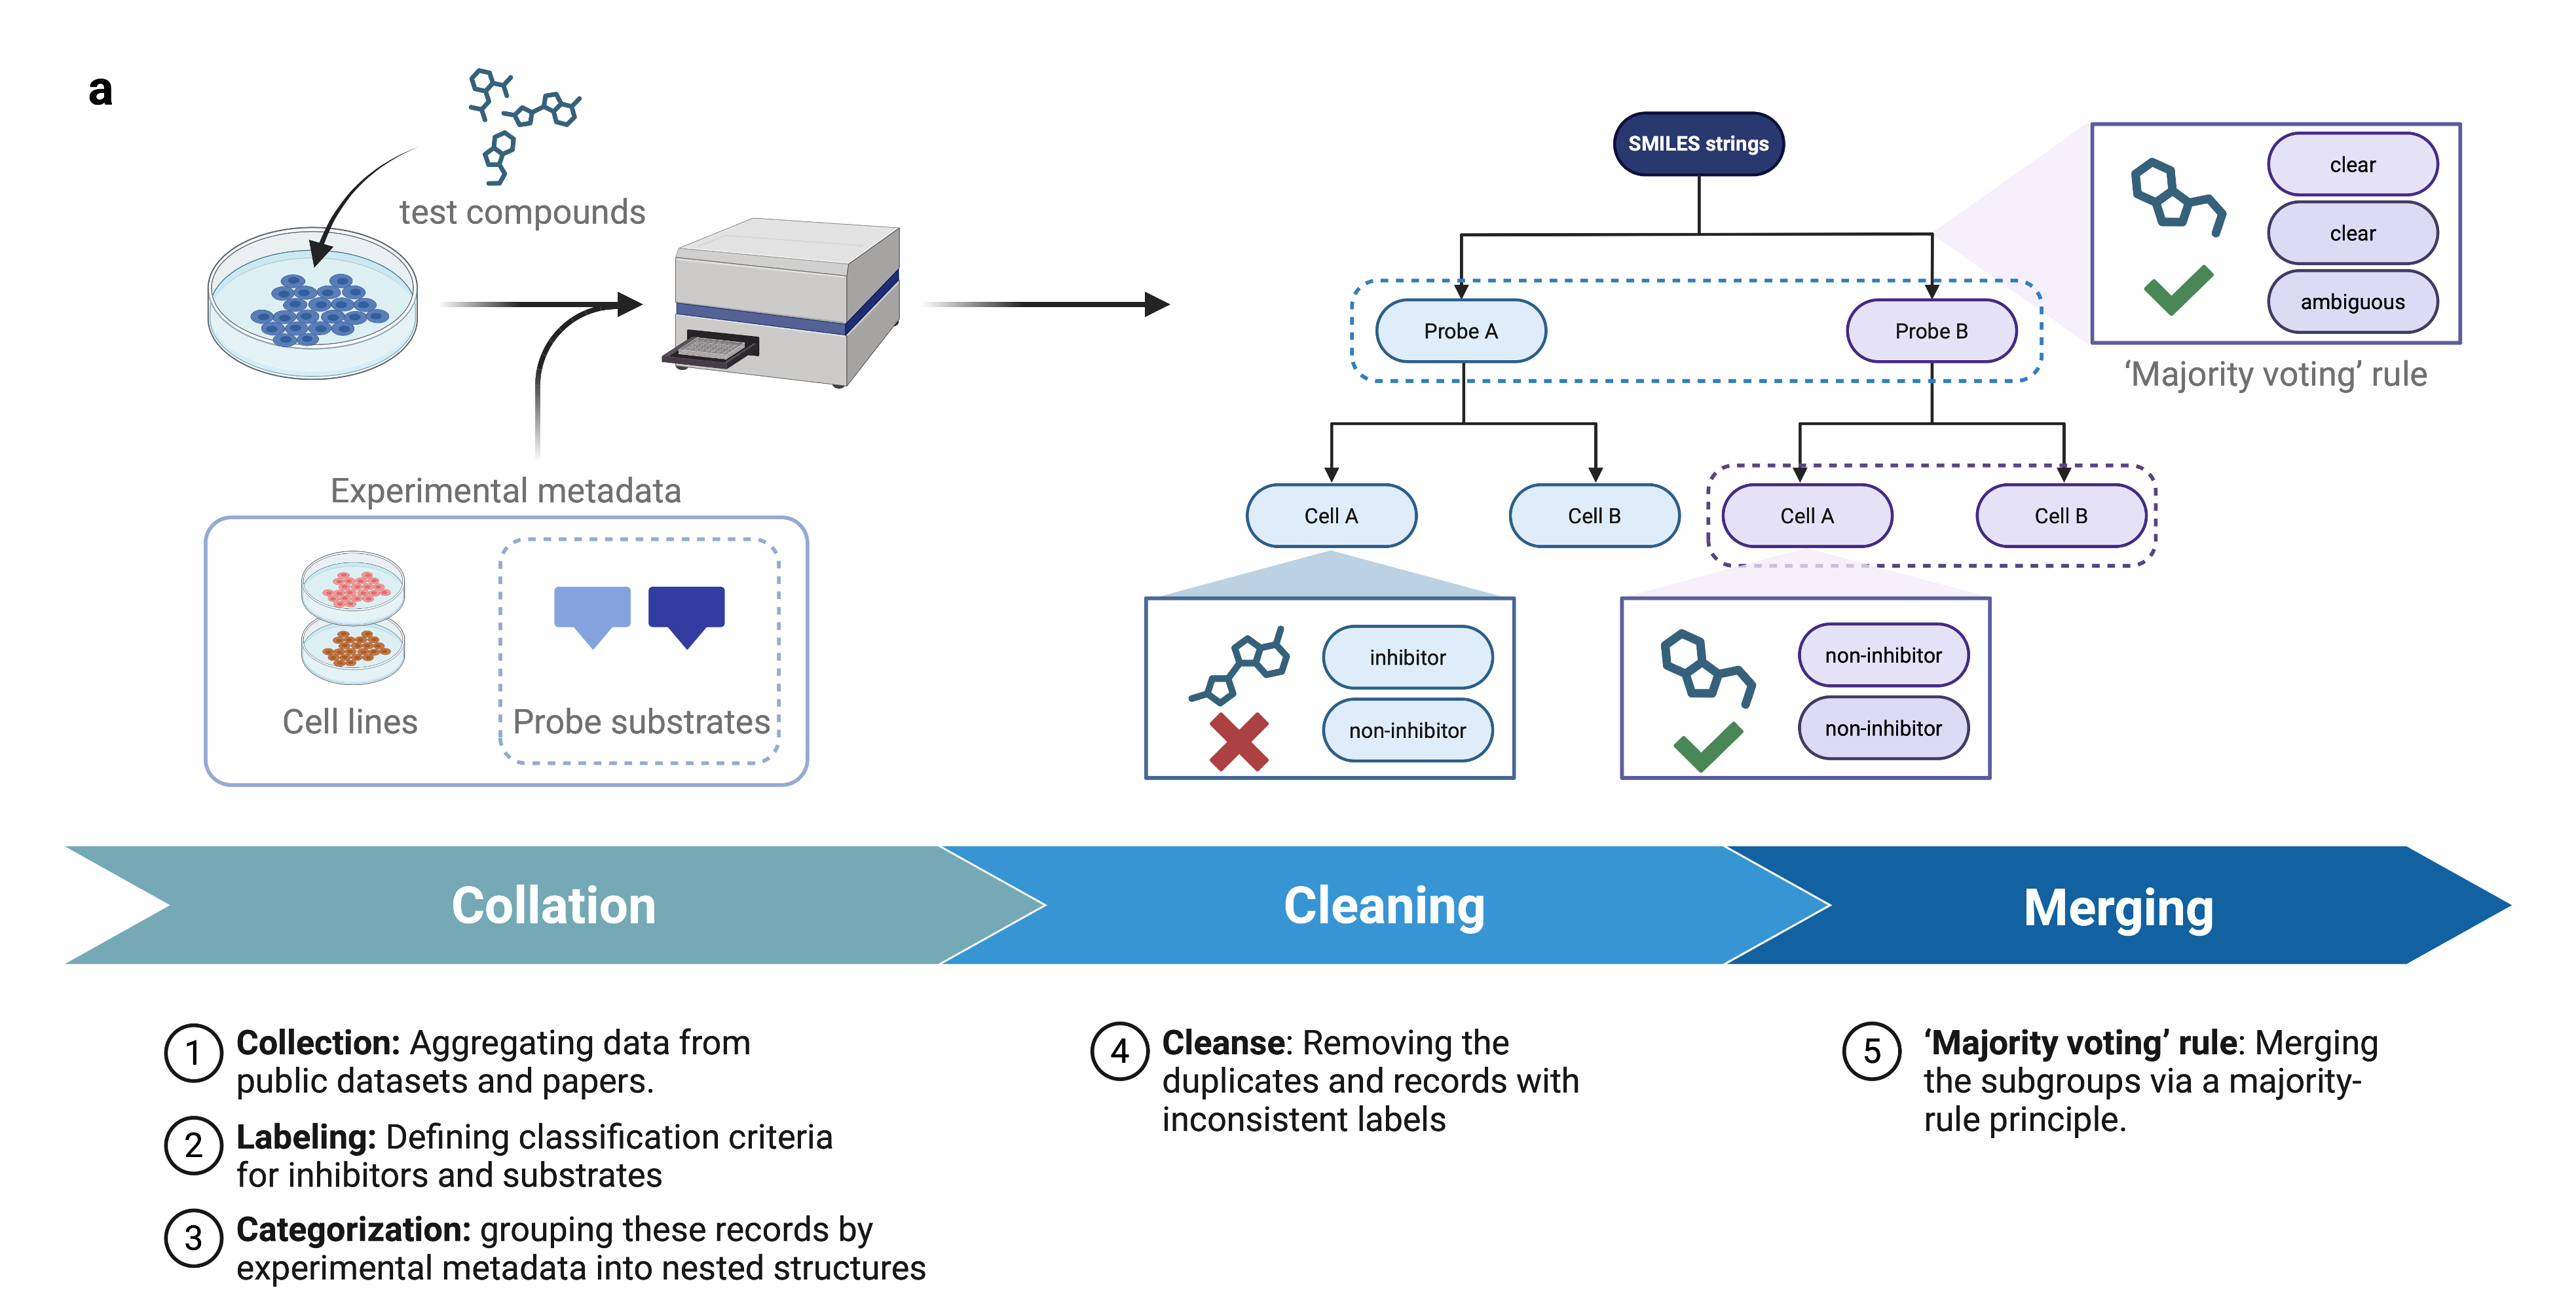 a
test compounds
Experimental metadata
Cell lines
Probe substrates
SMILES strings
Probe A
Probe B
Cell A
Cell B
Cell A
Cell B
inhibitor
non-inhibitor
non-inhibitor
non-inhibitor
clear
clear
ambiguous
‘Majority voting’ rule
Collation
Cleaning
Merging
1
Collection: Aggregating data from
public datasets and papers.
2
Labeling: Defining classification criteria
for inhibitors and substrates
3
Categorization: grouping these records by
experimental metadata into nested structures
4
Cleanse: Removing the
duplicates and records with
inconsistent labels
5
‘Majority voting’ rule: Merging
the subgroups via a majority-
rule principle.